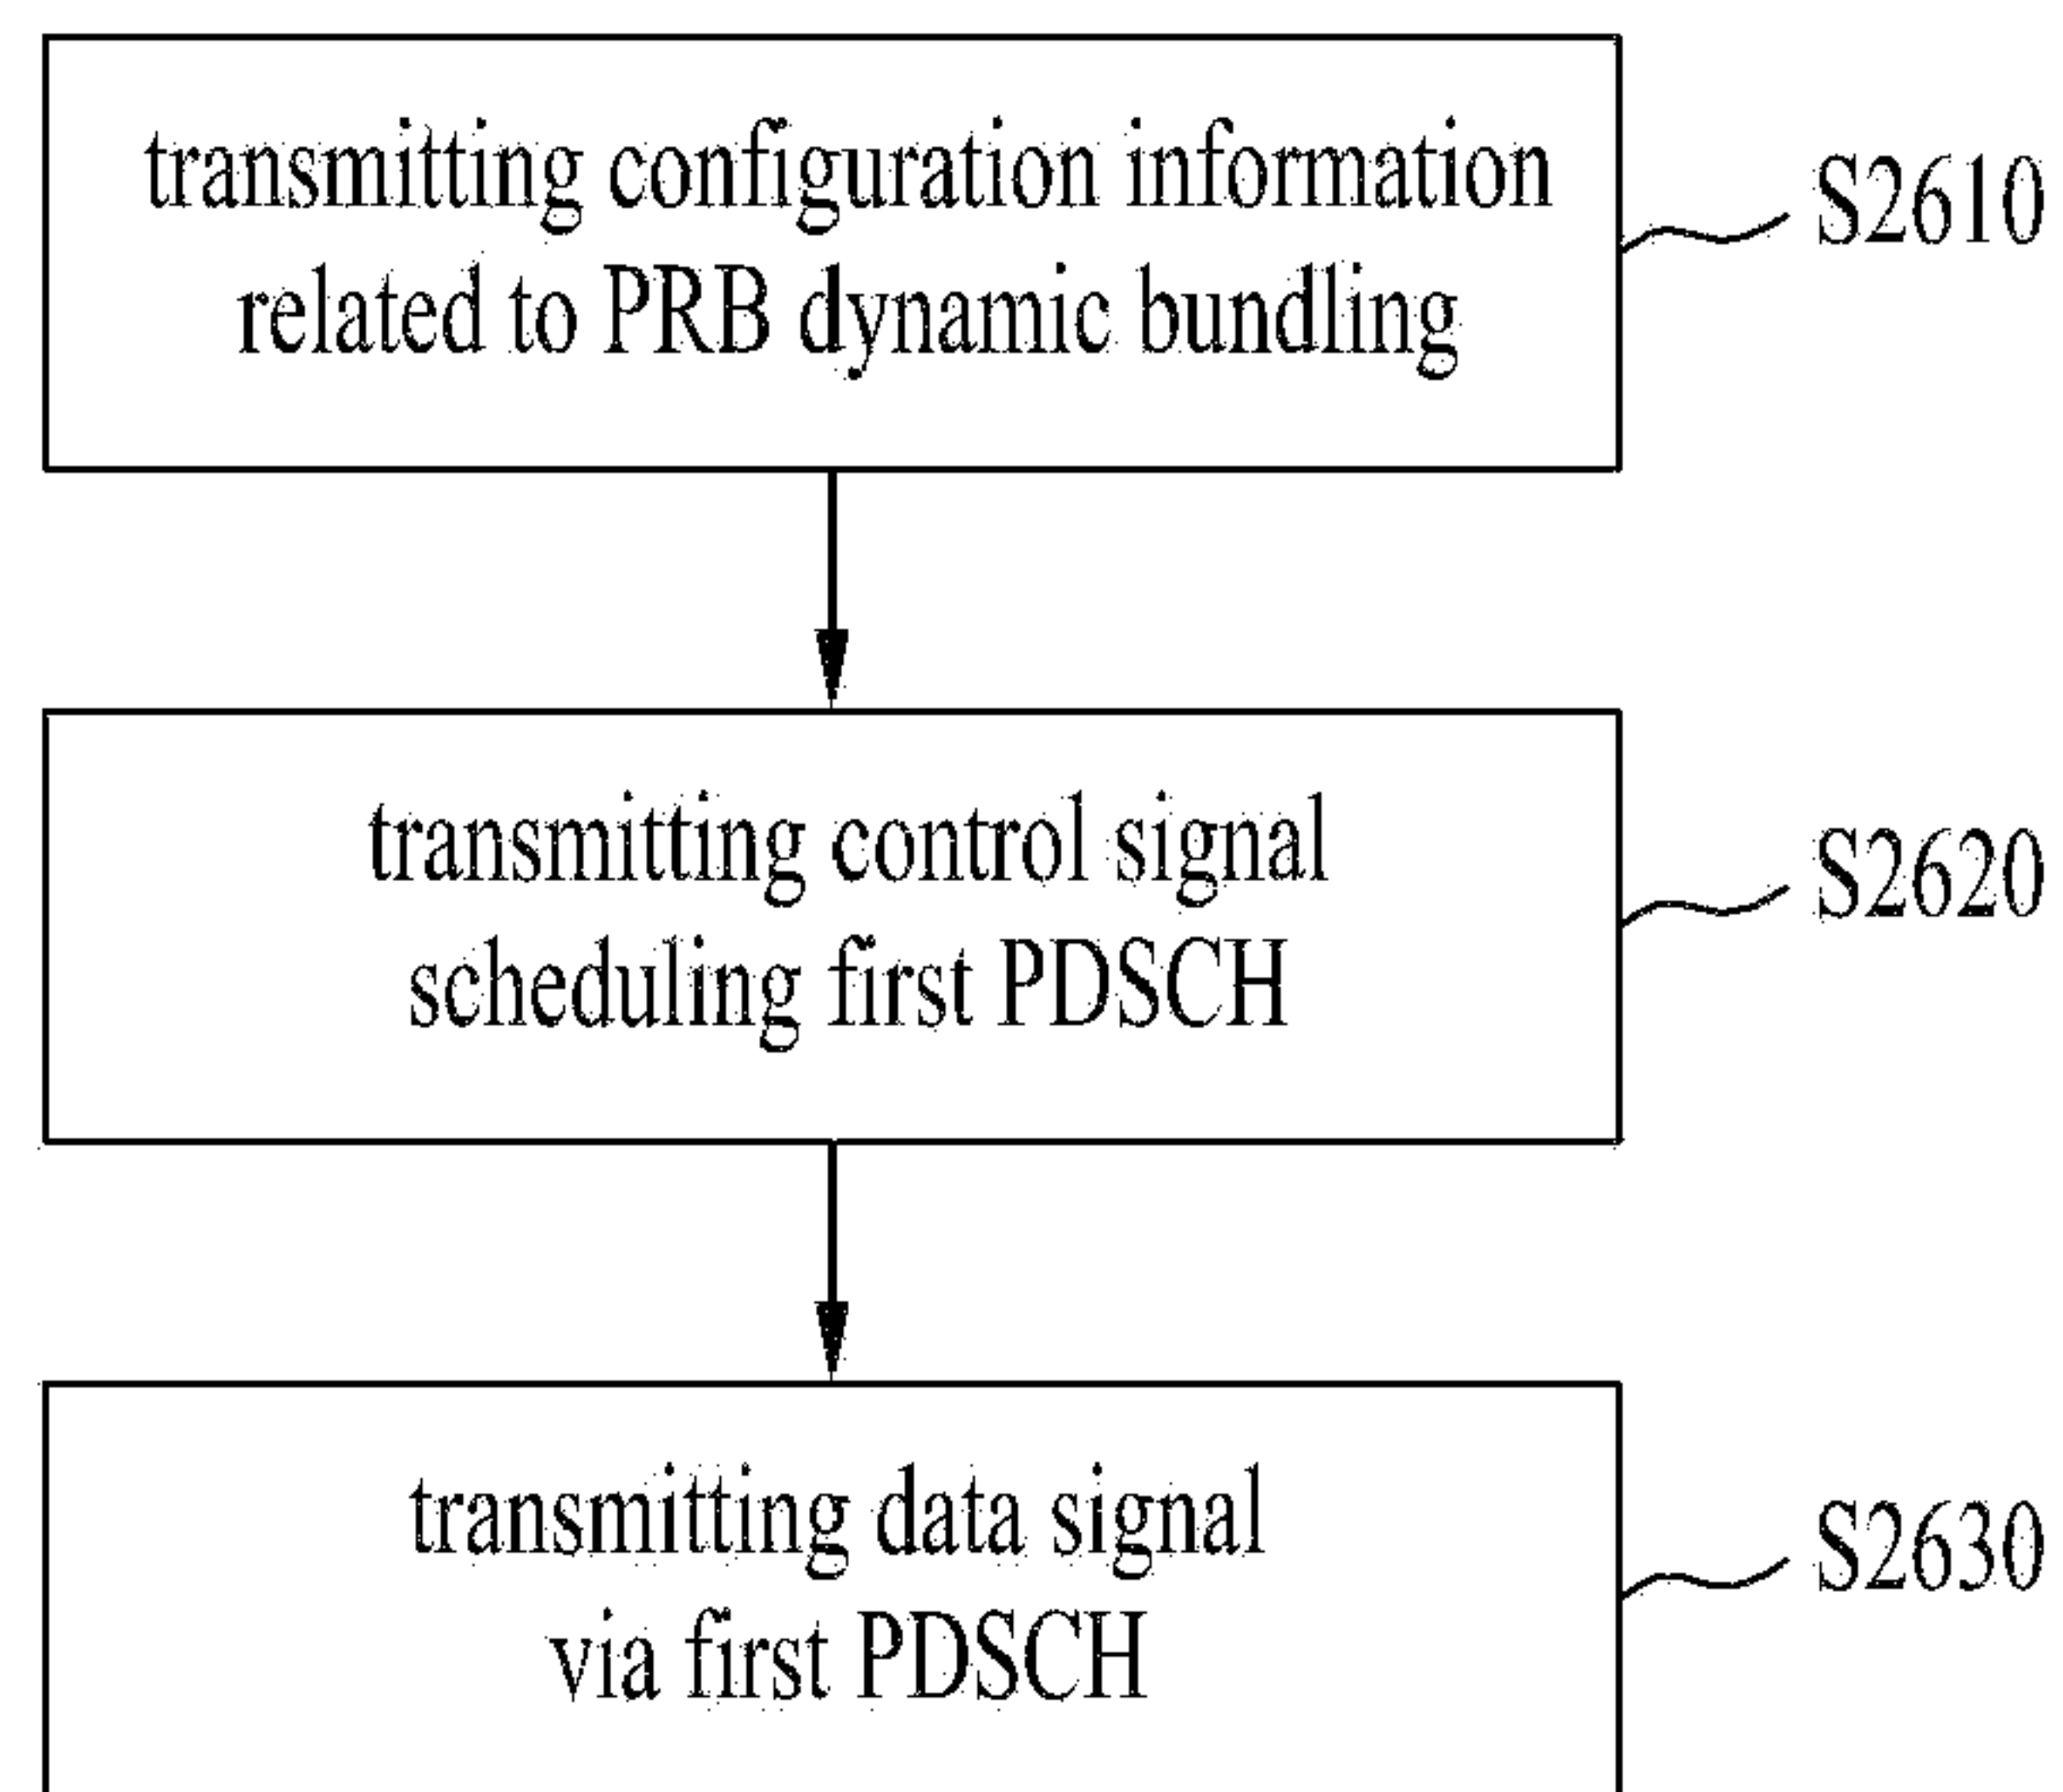 transmitting configuration information
related to PRB dynamic bundling
S2610
transmitting control signal
scheduling first PDSCH
S2620
transmitting data signal
via first PDSCH
S2630